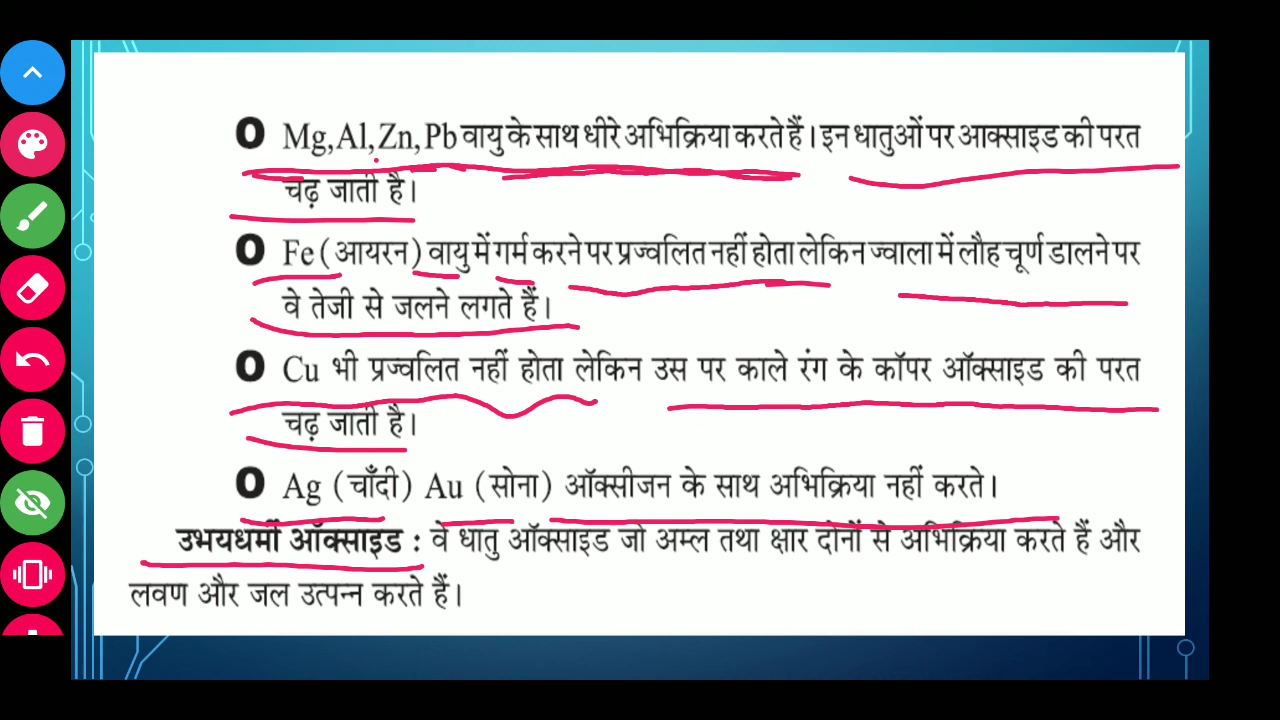 O Mg,Al,Zn,Pb वायु के साथ धीरे अभिक्रिया करते हैं। इन धातुओं पर आक्साइड की परत
चढ़ जाती है।
O Fe (आयरन) वायु में गर्म करने पर प्रज्वलित नहीं होता लेकिन ज्वाला में लौह चूर्ण डालने पर
वे तेजी से जलने लगते हैं।
O Cu भी प्रज्वलित नहीं होता लेकिन उस पर काले रंग के कॉपर ऑक्साइड की परत
चढ़ जाती है।
O Ag (चाँदी) Au (सोना) ऑक्सीजन के साथ अभिक्रिया नहीं करते।
उभयधर्मी ऑक्साइड : वे धातु ऑक्साइड जो अम्ल तथा क्षार दोनों से अभिक्रिया करते हैं और
लवण और जल उत्पन्न करते हैं।